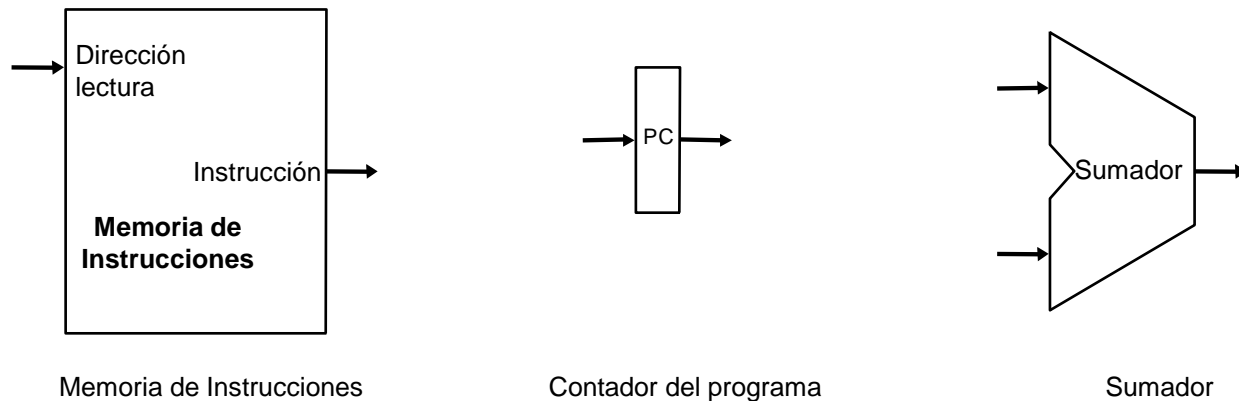 Dirección
lectura
Instrucción
Memoria de
Instrucciones
PC
Sumador
Memoria de Instrucciones
Contador del programa
Sumador